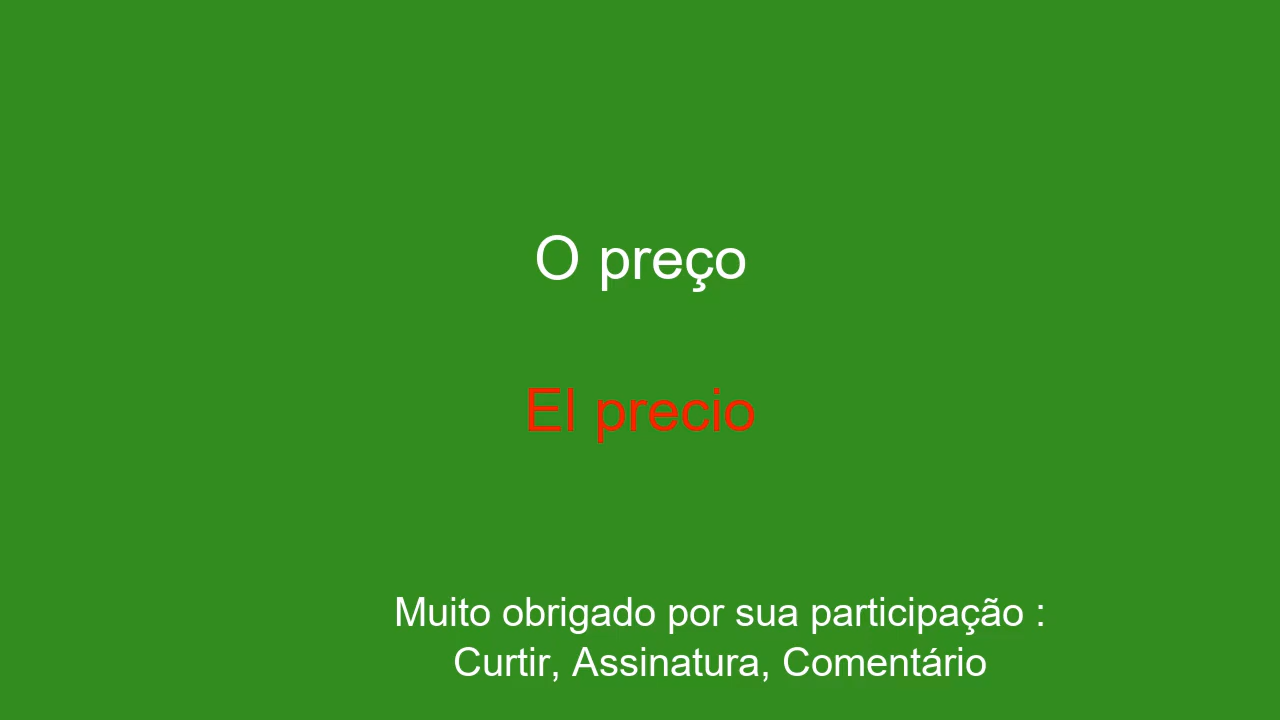 O preço
El precio
Muito obrigado por sua participação :
Curtir, Assinatura, Comentário